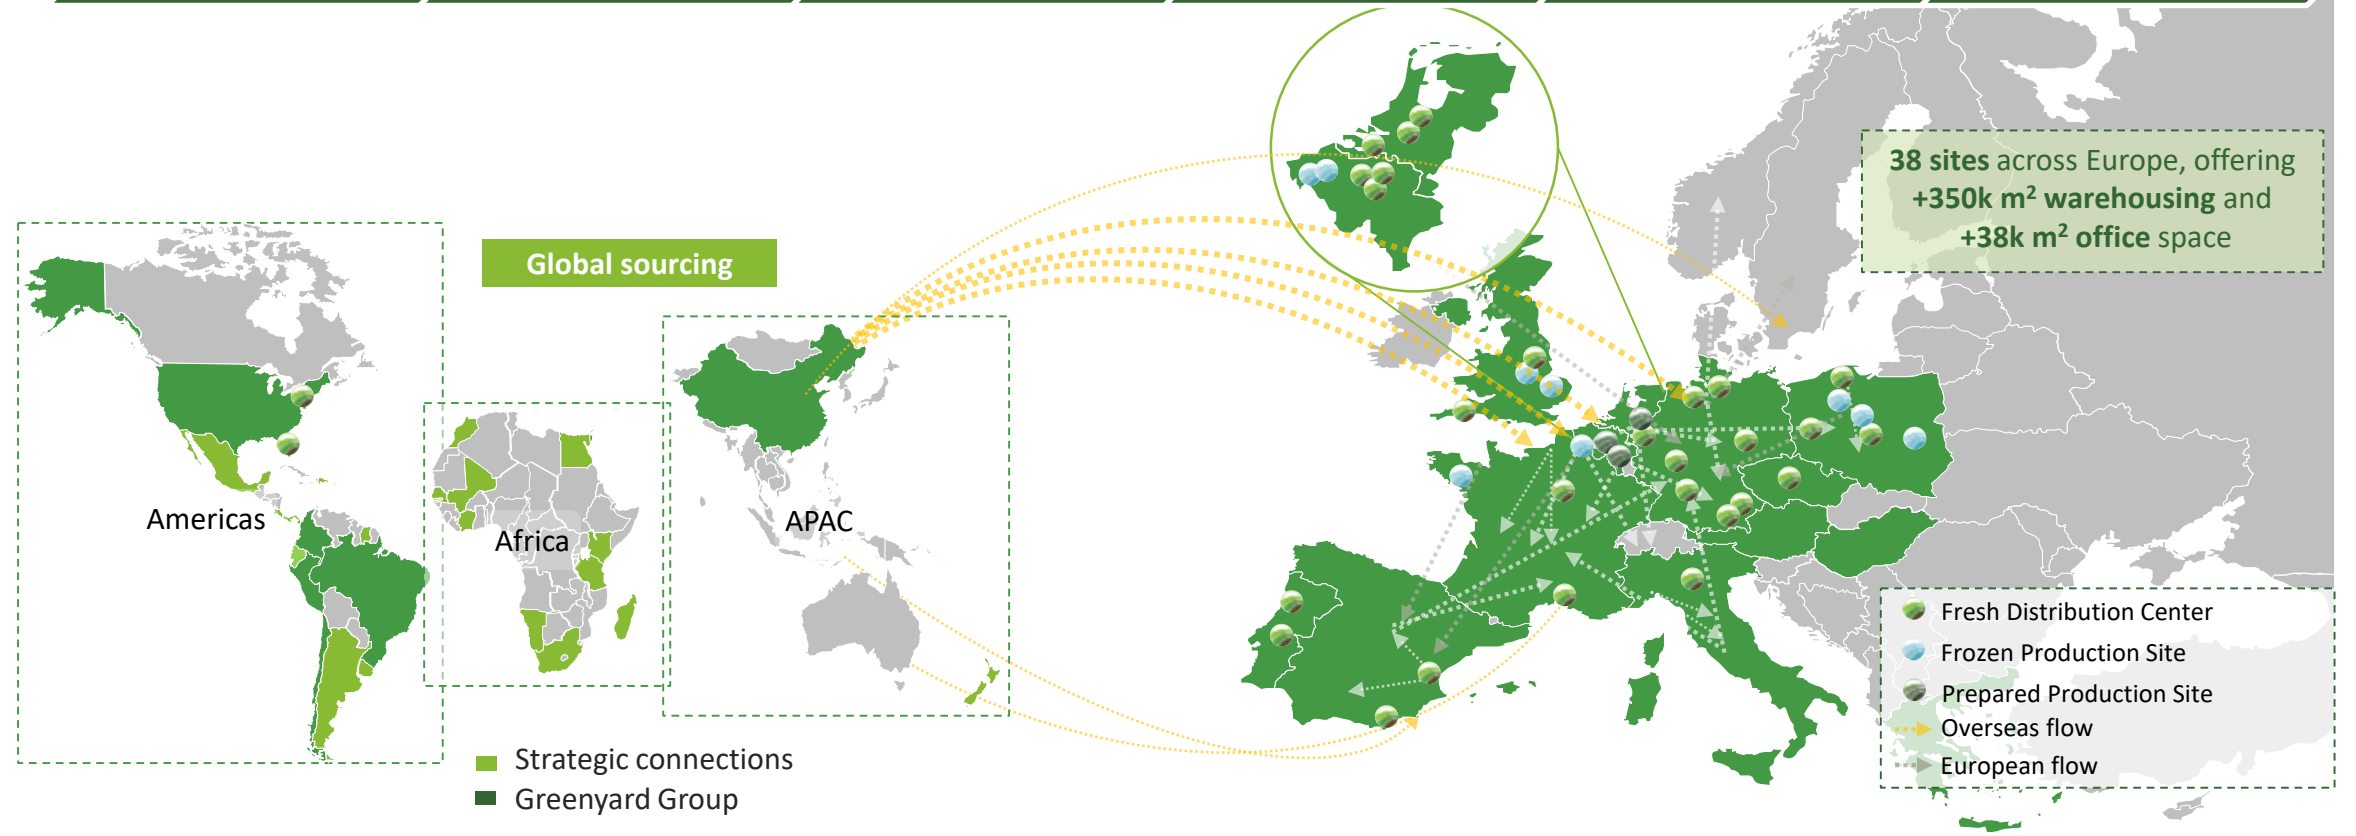 38 sites across Europe, offering
+350k m² warehousing and
+38k m² office space
Global sourcing
Americas
Africa
APAC
Strategic connections
Greenyard Group
Fresh Distribution Center
Frozen Production Site
Prepared Production Site
Overseas flow
European flow